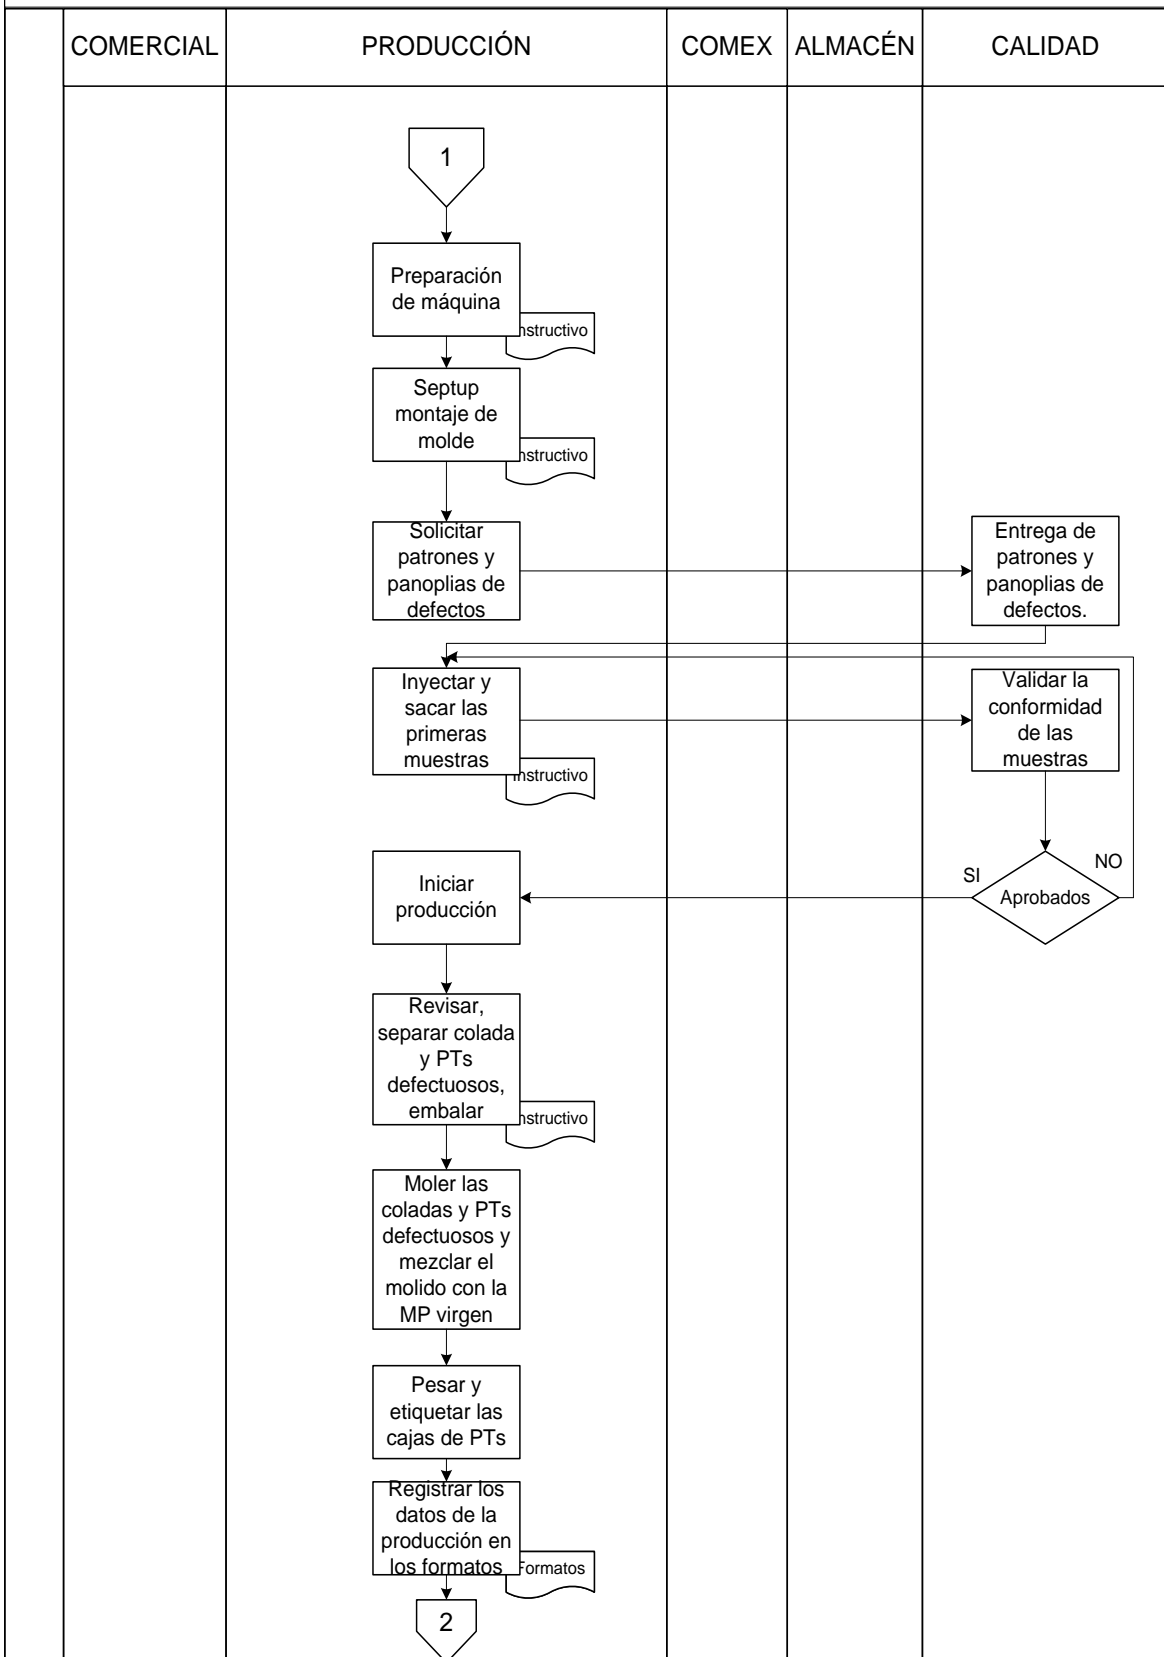 COMERCIAL
PRODUCCIÓN
COMEX
ALMACÉN
CALIDAD
1
Preparación
de máquina
nstructivo
Septup
montaje de
molde
nstructivo
Solicitar
patrones y
panoplias de
defectos
Entrega de
patrones y
panoplias de
defectos.
Inyectar y
sacar las
primeras
muestras
Instructivo
Validar la
conformidad
de las
muestras
SI
NO
Aprobados
Iniciar
producción
Revisar,
separar colada
y PTs
defectuosos,
embalar
nstructivo
Moler las
coladas y PTs
defectuosos y
mezclar el
molido con la
MP virgen
Pesar y
etiquetar las
cajas de PTs
Registrar los
datos de la
producción en
los formatos
Formatos
2